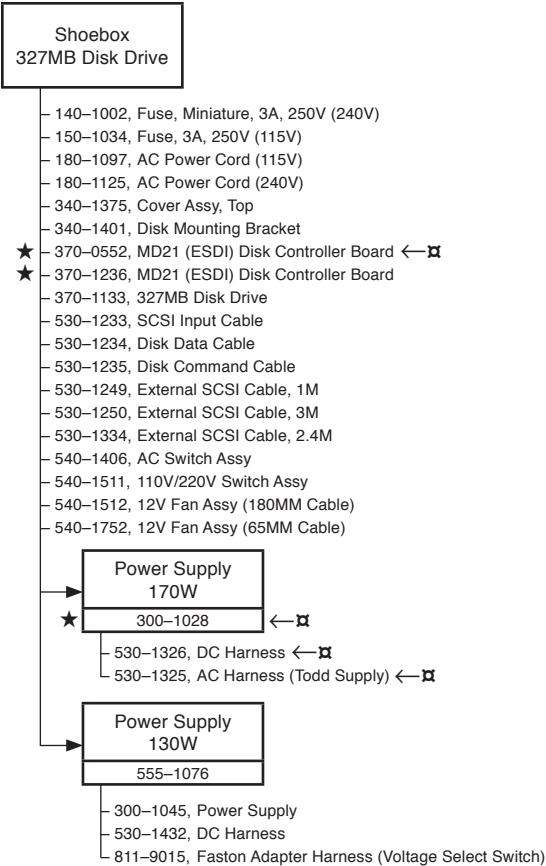 Shoebox
327MB Disk Drive
140–1002, Fuse, Miniature, 3A, 250V (240V)
150–1034, Fuse, 3A, 250V (115V)
180–1097, AC Power Cord (115V)
180–1125, AC Power Cord (240V)
340–1375, Cover Assy, Top
340–1401, Disk Mounting Bracket
★ 370–0552, MD21 (ESDI) Disk Controller Board ←¤
★ 370–1236, MD21 (ESDI) Disk Controller Board
370–1133, 327MB Disk Drive
530–1233, SCSI Input Cable
530–1234, Disk Data Cable
530–1235, Disk Command Cable
530–1249, External SCSI Cable, 1M
530–1250, External SCSI Cable, 3M
530–1334, External SCSI Cable, 2.4M
540–1406, AC Switch Assy
540–1511, 110V/220V Switch Assy
540–1512, 12V Fan Assy (180MM Cable)
540–1752, 12V Fan Assy (65MM Cable)
Power Supply
170W
★ 300–1028 ←¤
530–1326, DC Harness ←¤
530–1325, AC Harness (Todd Supply) ←¤
Power Supply
130W
555–1076
300–1045, Power Supply
530–1432, DC Harness
811–9015, Faston Adapter Harness (Voltage Select Switch)